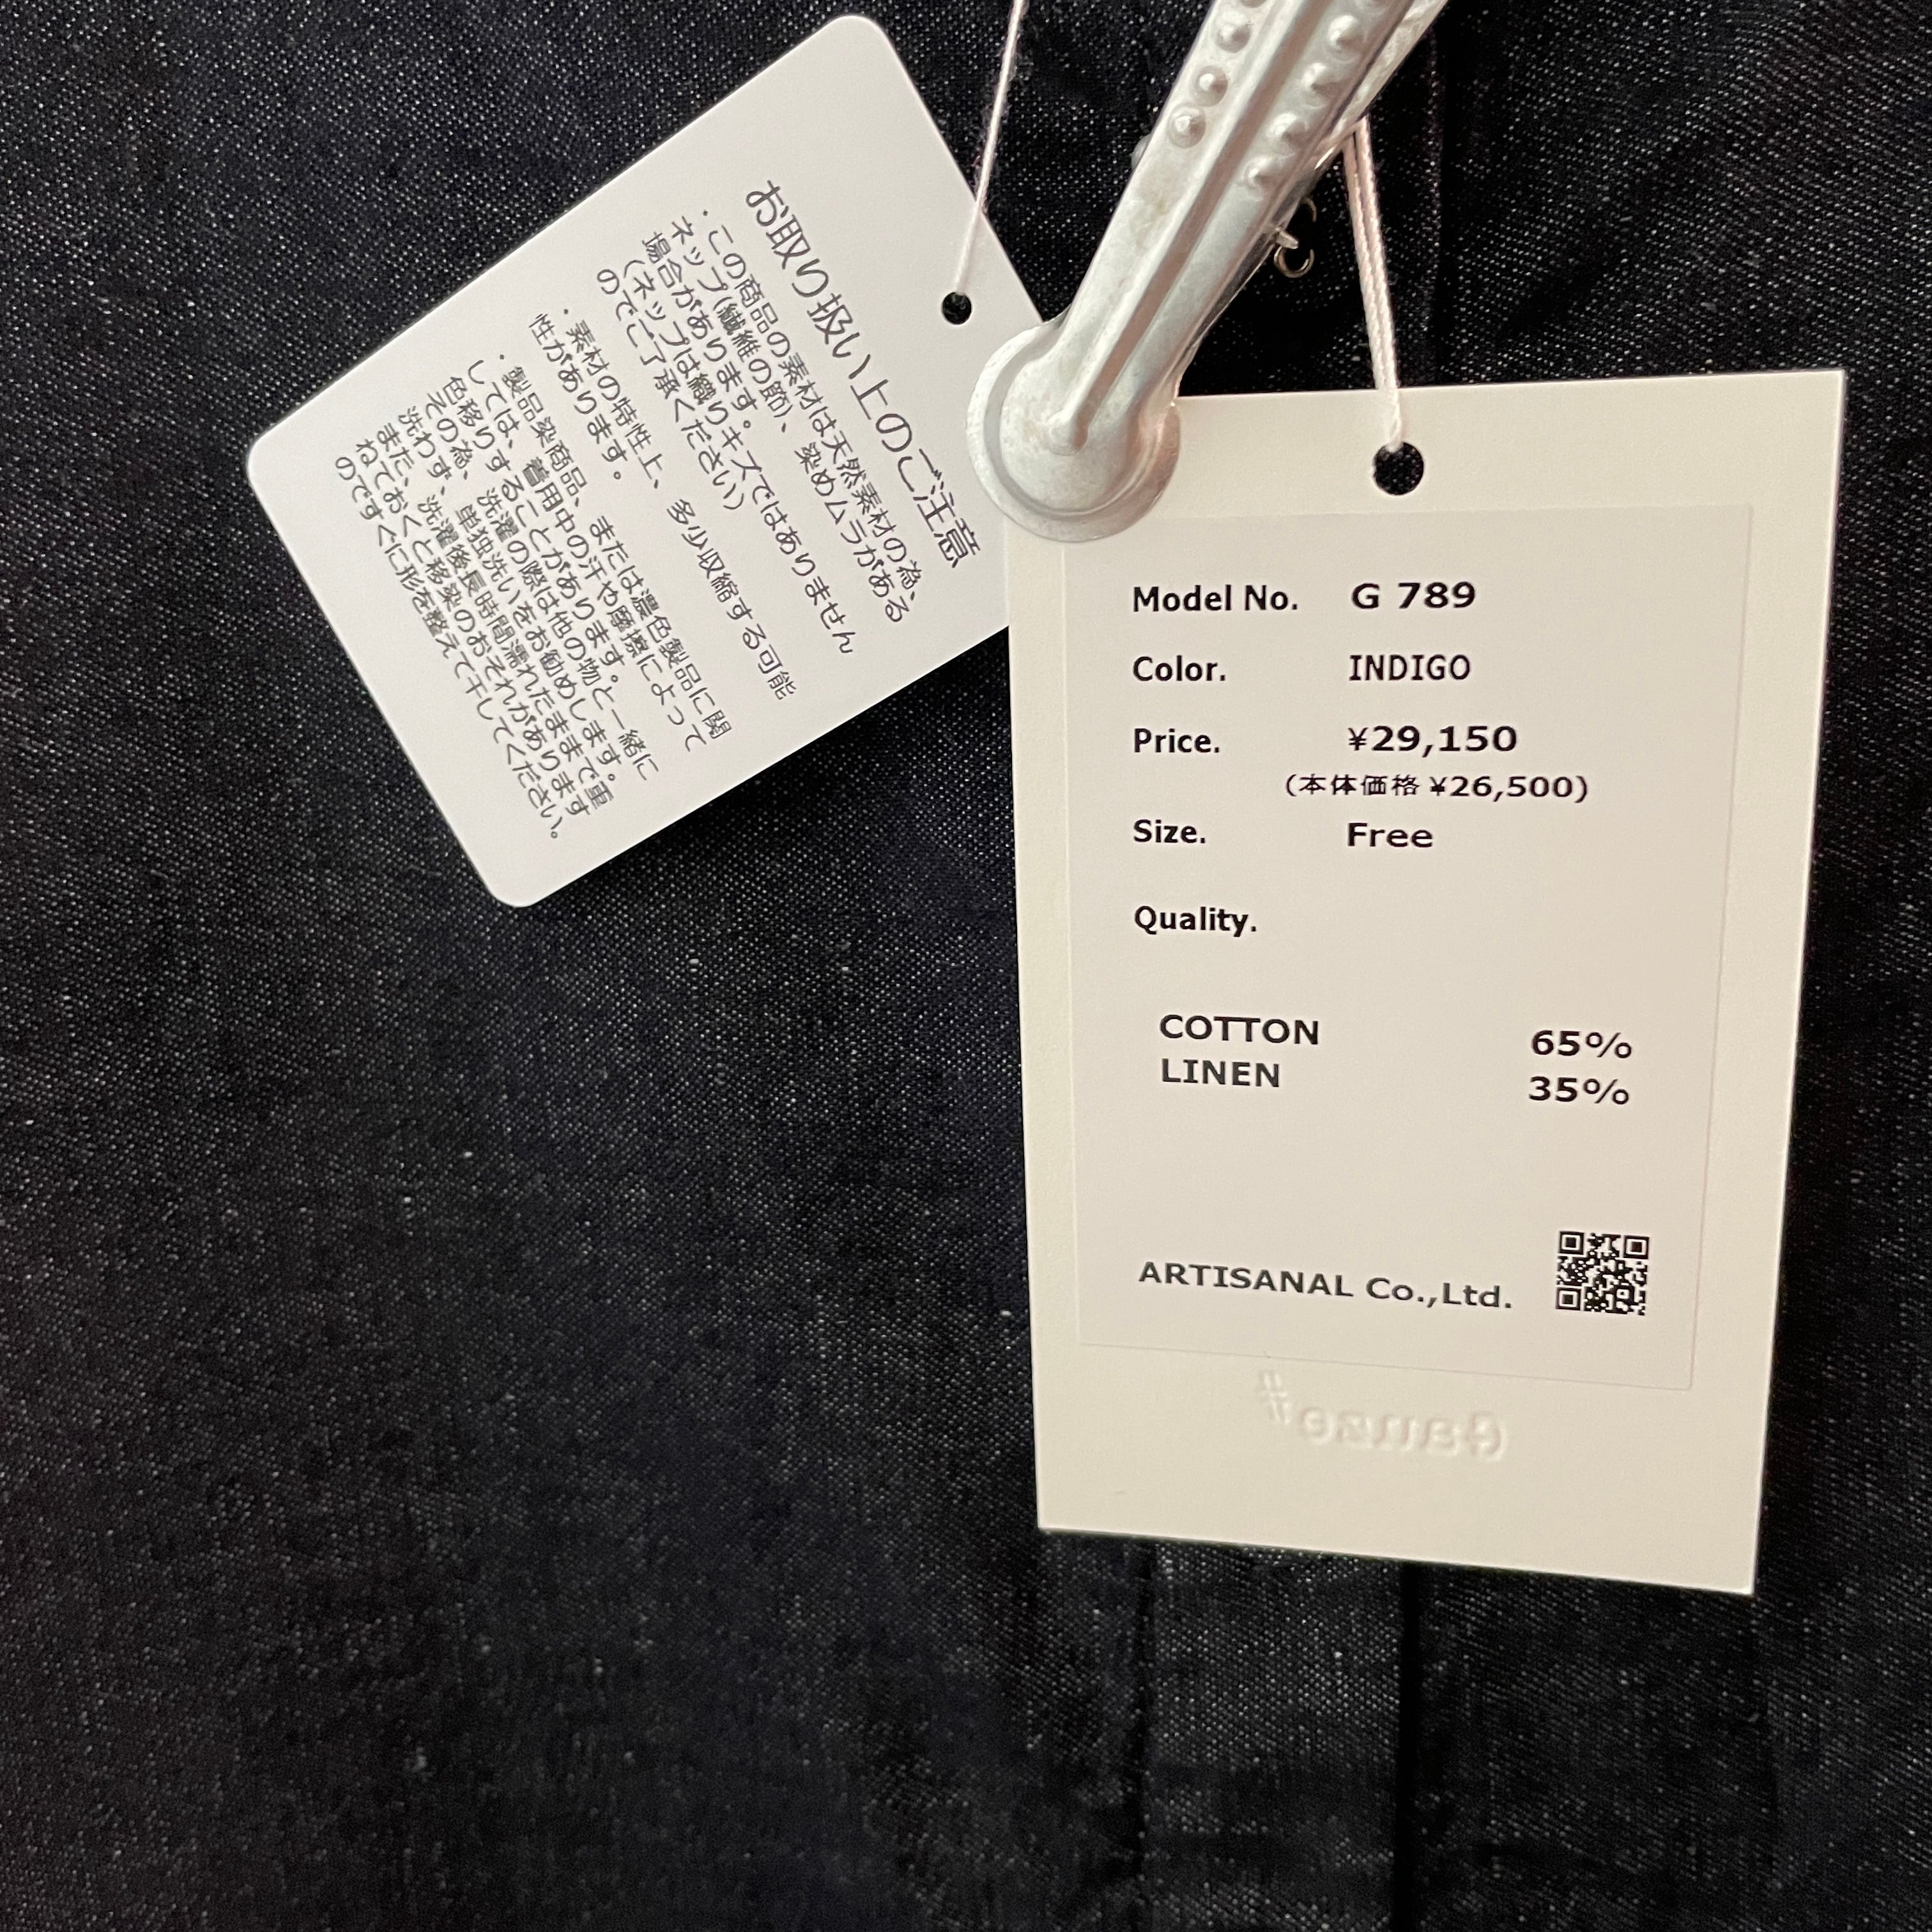 お取り扱い上のご注意
・この商品の素材は天然素材の為、
ネップ(繊維の節)、染めムラがある
場合があります。
(ネップは織りキズではありません
のでご了承ください)
・素材の特性上、多少収縮する可能
性があります。
・製品染商品、または濃色製品に関
しては、着用中の汗や摩擦によって
色移りすることがあります。
その為、洗濯の際は他の物と一緒に
洗わず、単独洗いをお勧めします。
また、洗濯後長時間濡れたままで重
ねておくと移染のおそれがあります
のですぐに形を整えて干してください。
Model No. G 789
Color. INDIGO
Price. ¥29,150
(本体価格 ¥26,500)
Size. Free
Quality.
COTTON 65%
LINEN 35%
ARTISANAL Co.,Ltd.
Gauze#